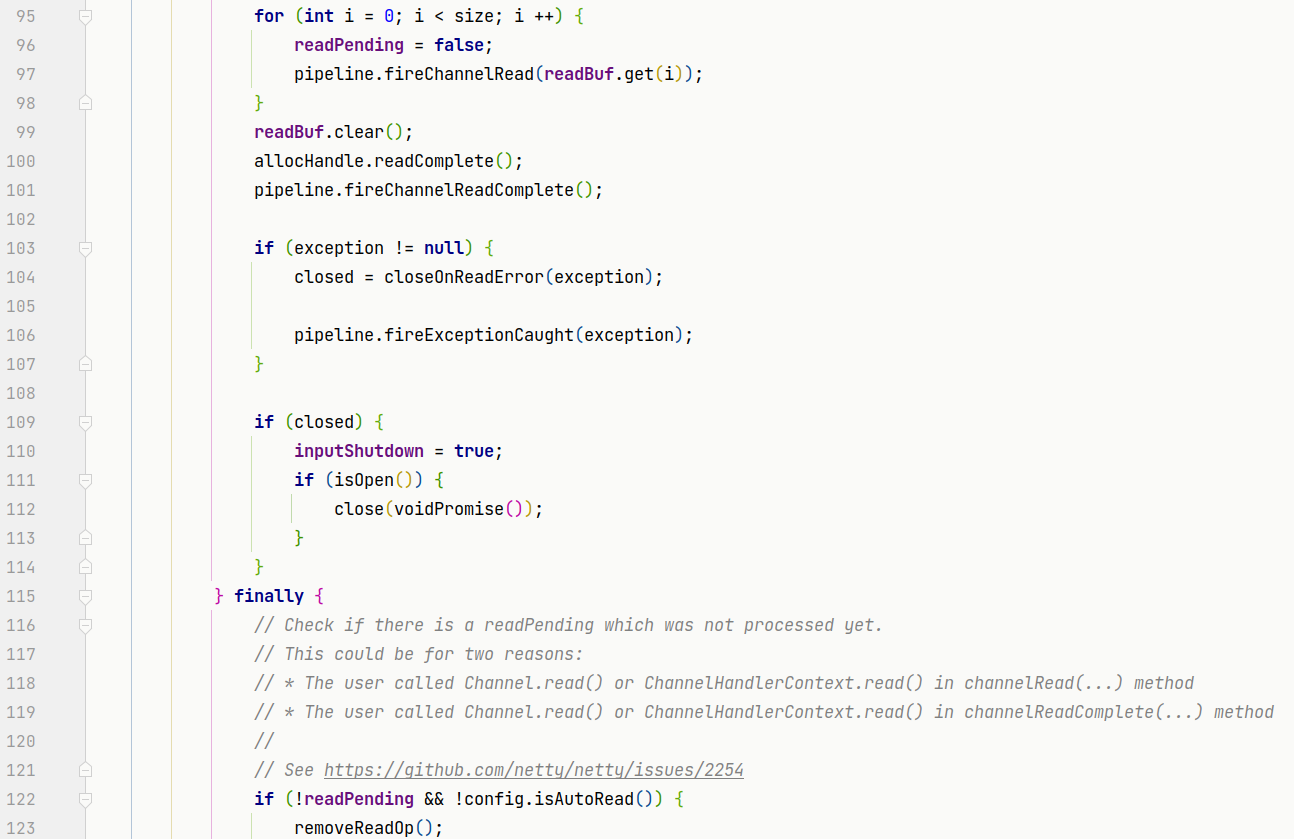 95 for (int i = 0; i < size; i ++) {
96 readPending = false;
97 pipeline.fireChannelRead(readBuf.get(i));
98 }
99 readBuf.clear();
100 allocHandle.readComplete();
101 pipeline.fireChannelReadComplete();
102
103 if (exception != null) {
104 closed = closeOnReadError(exception);
105
106 pipeline.fireExceptionCaught(exception);
107 }
108
109 if (closed) {
110 inputShutdown = true;
111 if (isOpen()) {
112 close(voidPromise());
113 }
114 }
115 } finally {
116 // Check if there is a readPending which was not processed yet.
117 // This could be for two reasons:
118 // * The user called Channel.read() or ChannelHandlerContext.read() in channelRead(...) method
119 // * The user called Channel.read() or ChannelHandlerContext.read() in channelReadComplete(...) method
120 //
121 // See https://github.com/netty/netty/issues/2254
122 if (!readPending && !config.isAutoRead()) {
123 removeReadOp();